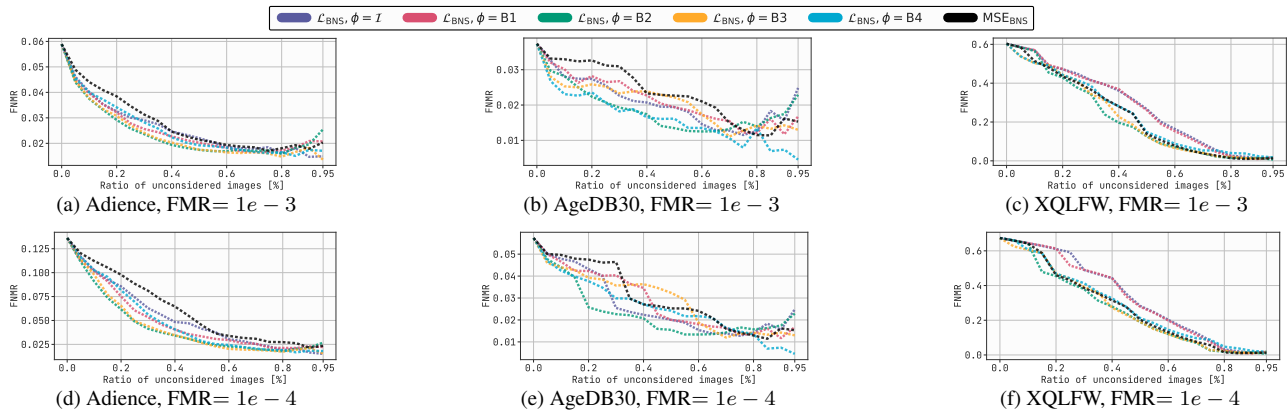 L_BNS, ϕ = I L_BNS, ϕ = B1 L_BNS, ϕ = B2 L_BNS, ϕ = B3 L_BNS, ϕ = B4 MSE_BNS
0.06
0.05
0.04
0.03
0.02
FNMR
0.0 0.2 0.4 0.6 0.8 0.95
Ratio of unconsidered images [%]
(a) Adience, FMR= 1e − 3
0.03
0.02
0.01
FNMR
0.0 0.2 0.4 0.6 0.8 0.95
Ratio of unconsidered images [%]
(b) AgeDB30, FMR= 1e − 3
0.6
0.4
0.2
0.0
FNMR
0.0 0.2 0.4 0.6 0.8 0.95
Ratio of unconsidered images [%]
(c) XQLFW, FMR= 1e − 3
0.125
0.100
0.075
0.050
0.025
FNMR
0.0 0.2 0.4 0.6 0.8 0.95
Ratio of unconsidered images [%]
(d) Adience, FMR= 1e − 4
0.05
0.04
0.03
0.02
0.01
FNMR
0.0 0.2 0.4 0.6 0.8 0.95
Ratio of unconsidered images [%]
(e) AgeDB30, FMR= 1e − 4
0.6
0.4
0.2
0.0
FNMR
0.0 0.2 0.4 0.6 0.8 0.95
Ratio of unconsidered images [%]
(f) XQLFW, FMR= 1e − 4